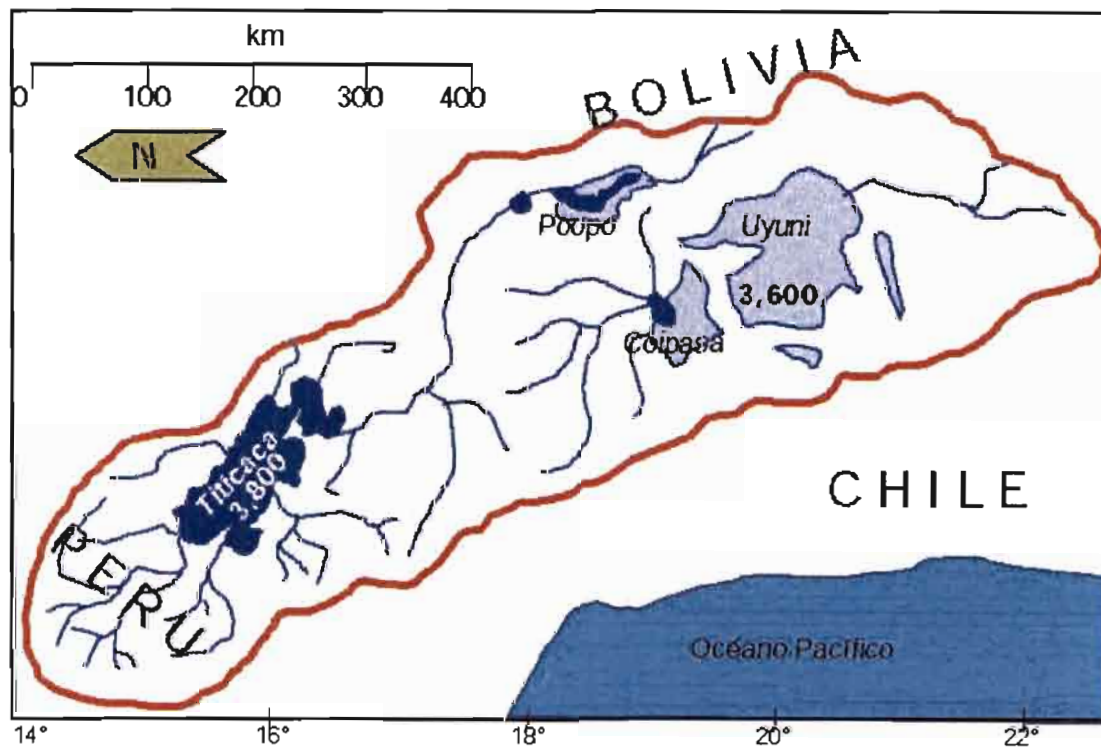 km
0 100 200 300 400
BOLIVIA
N
Poopo
Uyuni
3,600
Coipasa
Titicaca
3,800
CHILE
PERU
Océano Pacífico
14° 16° 18° 20° 22°